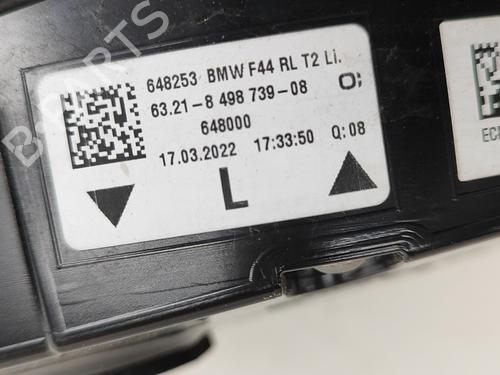 648253 BMW F44 RL T2 Li.
63.21-8 498 739-08 O;
648000
17.03.2022 17:33:50 Q:08
L
B-PARTS